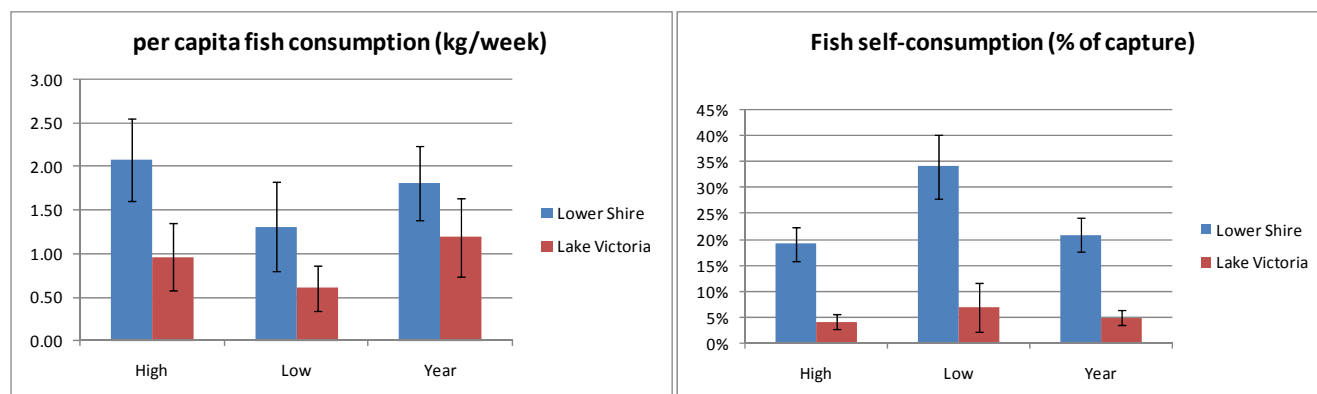 per capita fish consumption (kg/week)
3.00
2.50
2.00
1.50
1.00
0.50
0.00
High
Low
Year
Lower Shire
Lake Victoria
Fish self-consumption (% of capture)
45%
40%
35%
30%
25%
20%
15%
10%
5%
0%
High
Low
Year
Lower Shire
Lake Victoria